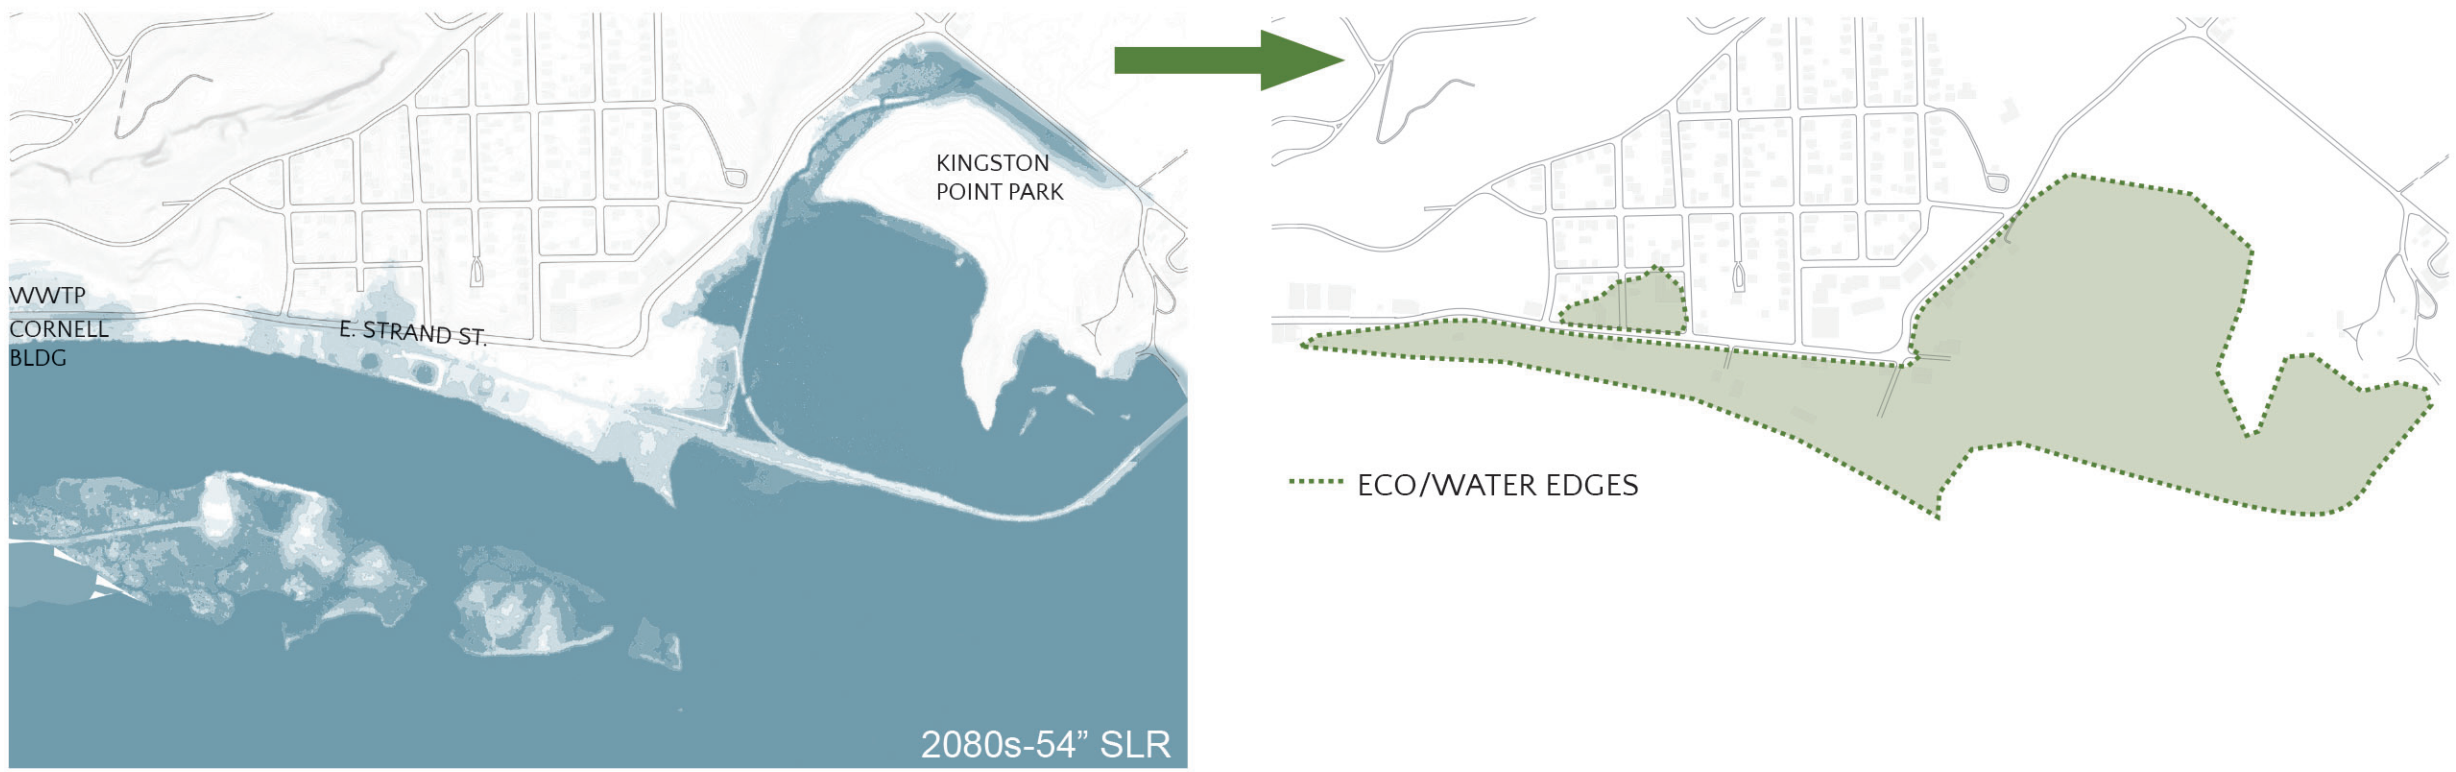 KINGSTON
POINT PARK
WWTP
CORNELL
BLDG
E. STRAND ST.
2080s-54” SLR
ECO/WATER EDGES